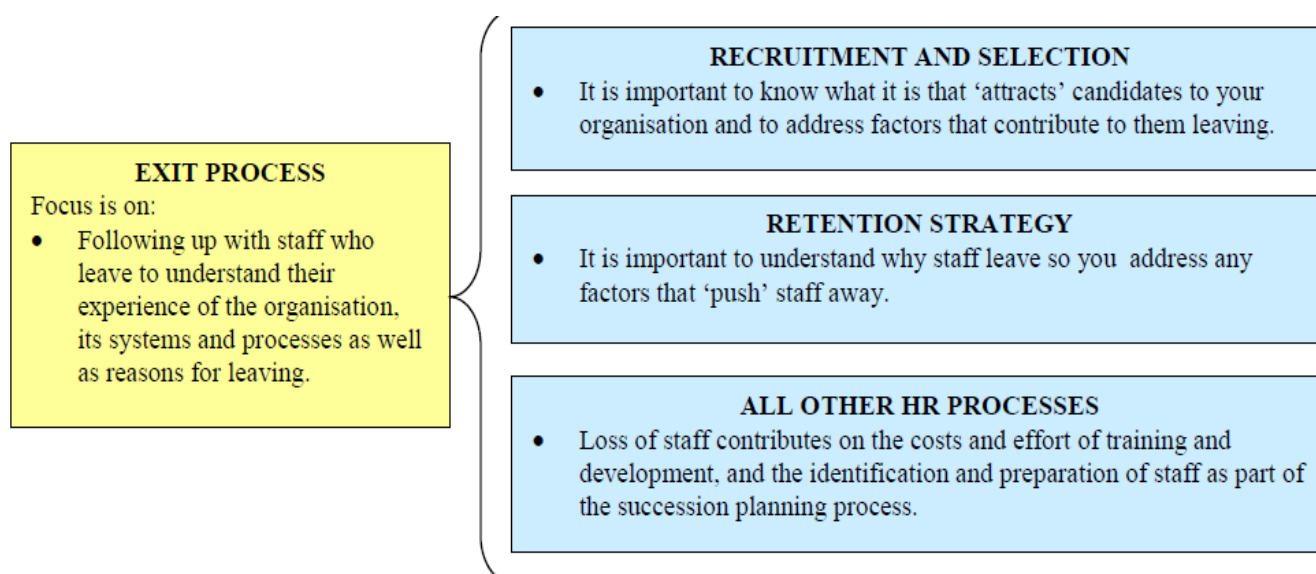 EXIT PROCESS
Focus is on:
• Following up with staff who
leave to understand their
experience of the organisation,
its systems and processes as well
as reasons for leaving.
RECRUITMENT AND SELECTION
• It is important to know what it is that ‘attracts’ candidates to your
organisation and to address factors that contribute to them leaving.
RETENTION STRATEGY
• It is important to understand why staff leave so you address any
factors that ‘push’ staff away.
ALL OTHER HR PROCESSES
• Loss of staff contributes on the costs and effort of training and
development, and the identification and preparation of staff as part of
the succession planning process.